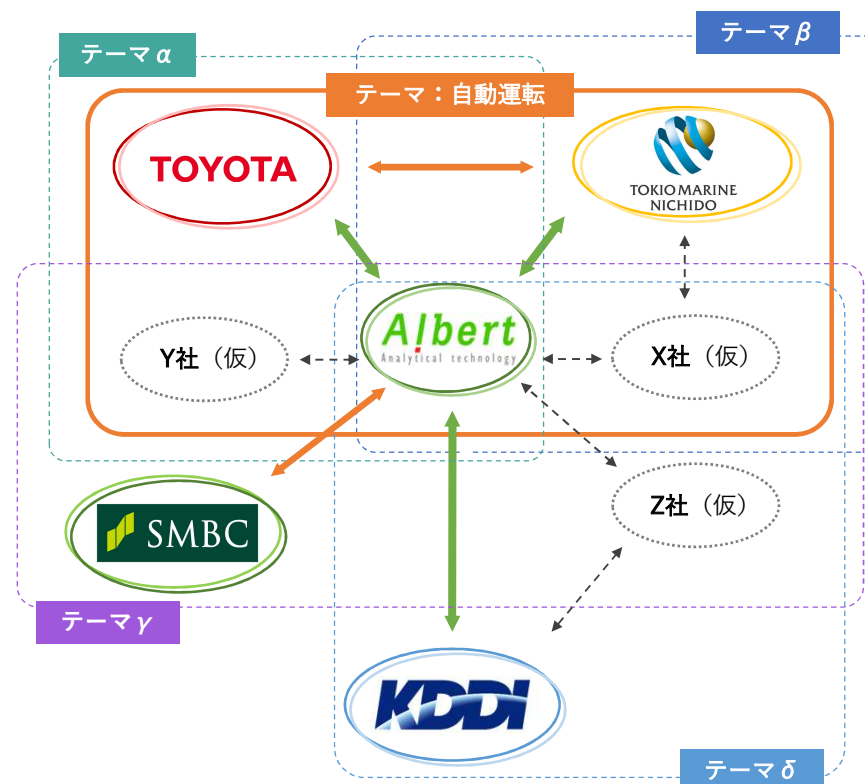 テーマβ
テーマα
テーマ：自動運転
TOYOTA
TOKIO MARINE
NICHIDO
Albert
Analytical technology
Y社（仮）
X社（仮）
Z社（仮）
SMBC
テーマγ
KDDI
テーマδ